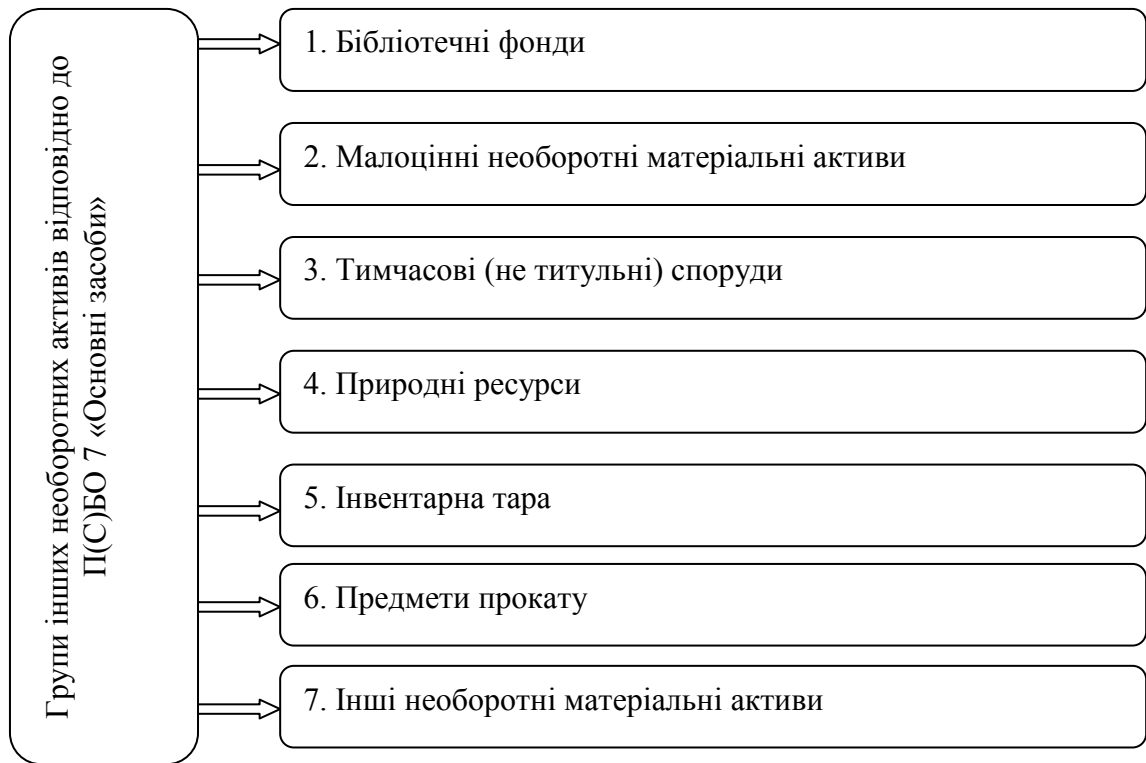 Групи інших необоротних активів відповідно до
П(С)БО 7 «Основні засоби»
1. Бібліотечні фонди
2. Малоцінні необоротні матеріальні активи
3. Тимчасові (не титульні) споруди
4. Природні ресурси
5. Інвентарна тара
6. Предмети прокату
7. Інші необоротні матеріальні активи